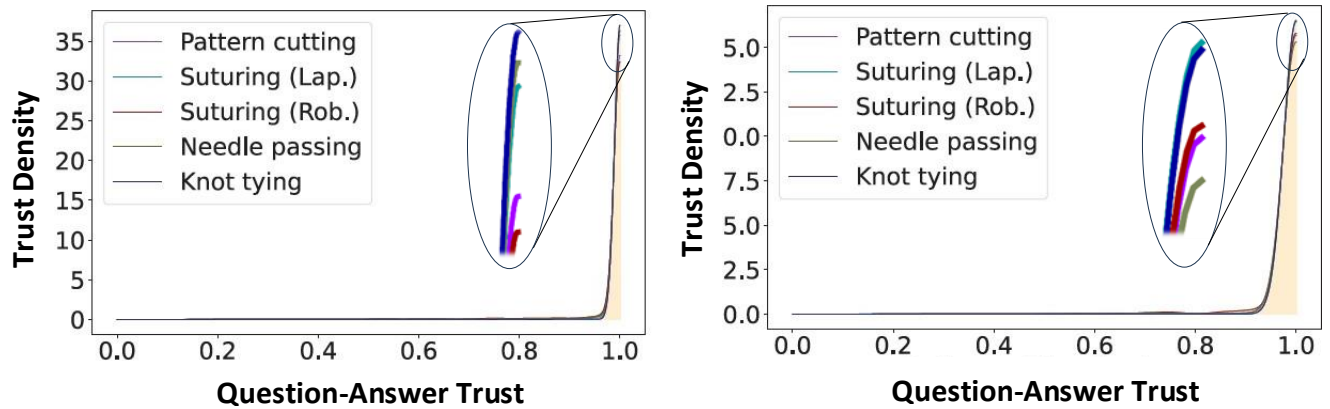 Pattern cutting
Suturing (Lap.)
Suturing (Rob.)
Needle passing
Knot tying
35
30
25
20
15
10
5
0
0.0 0.2 0.4 0.6 0.8 1.0
Trust Density
Question-Answer Trust
Pattern cutting
Suturing (Lap.)
Suturing (Rob.)
Needle passing
Knot tying
5.0
2.5
0.0
7.5
5.0
2.5
0.0
0.0 0.2 0.4 0.6 0.8 1.0
Trust Density
Question-Answer Trust